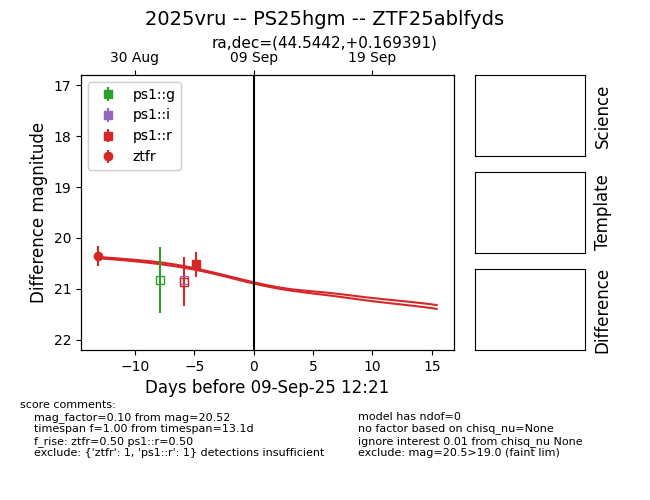 2025vru -- PS25hgm -- ZTF25ablfyds
ra,dec=(44.5442,+0.169391)
30 Aug
09 Sep
19 Sep
17
18
19
20
21
22
Difference magnitude
ps1::g
ps1::i
ps1::r
ztfr
−10
−5
0
5
10
15
Days before 09-Sep-25 12:21
Science
Template
Difference
score comments:
mag_factor=0.10 from mag=20.52
timespan f=1.00 from timespan=13.1d
f_rise: ztfr=0.50 ps1::r=0.50
exclude: {'ztfr': 1, 'ps1::r': 1} detections insufficient
model has ndof=0
no factor based on chisq_nu=None
ignore interest 0.01 from chisq_nu None
exclude: mag=20.5>19.0 (faint lim)